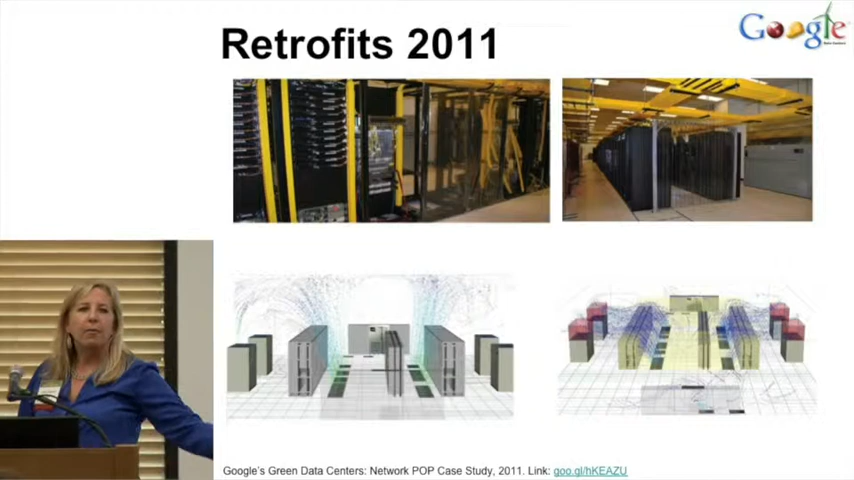 Retrofits 2011
Google
Google's Green Data Centers: Network POP Case Study, 2011. Link: goo.gl/hKEAZU